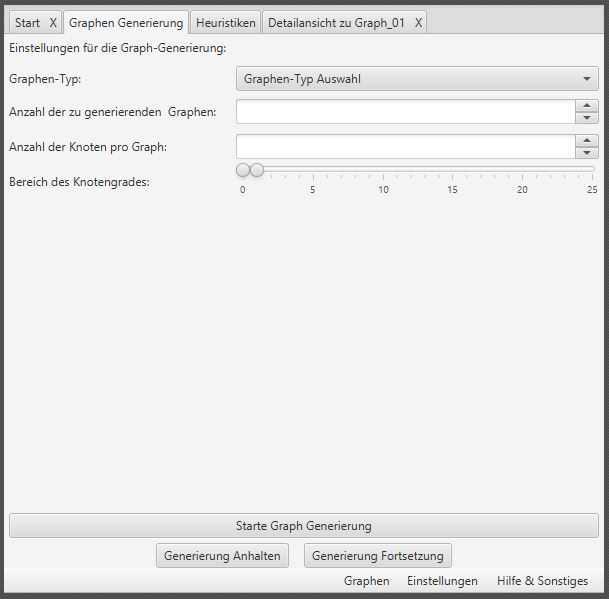 Start X Graphen Generierung Heuristiken Detailansicht zu Graph_01 X
Einstellungen für die Graph-Generierung:
Graphen-Typ: Graphen-Typ Auswahl
Anzahl der zu generierenden Graphen:
Anzahl der Knoten pro Graph:
Bereich des Knotengrades:
0 5 10 15 20 25
Starte Graph Generierung
Generierung Anhalten Generierung Fortsetzung
Graphen Einstellungen Hilfe & Sonstiges